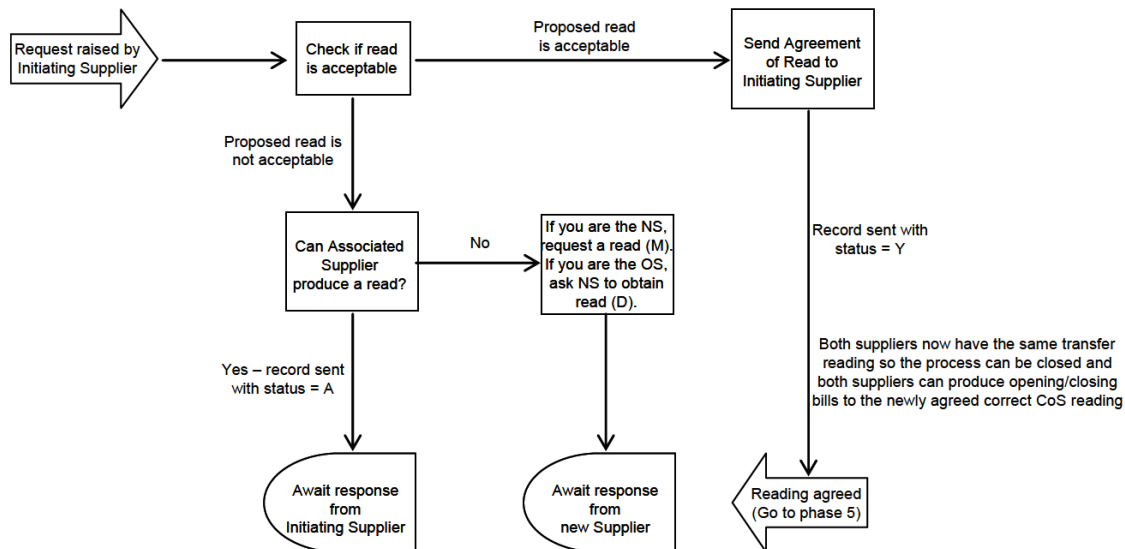 Request raised by
Initiating Supplier
Check if read
is acceptable
Proposed read
is acceptable
Send Agreement
of Read to
Initiating Supplier
Proposed read is
not acceptable
Can Associated
Supplier
produce a read?
No
If you are the NS,
request a read (M).
If you are the OS,
ask NS to obtain
read (D).
Record sent with
status = Y
Yes – record sent
with status = A
Both suppliers now have the same transfer
reading so the process can be closed and
both suppliers can produce opening/closing
bills to the newly agreed correct CoS reading
Await response
from
Initiating Supplier
Await response
from
new Supplier
Reading agreed
(Go to phase 5)